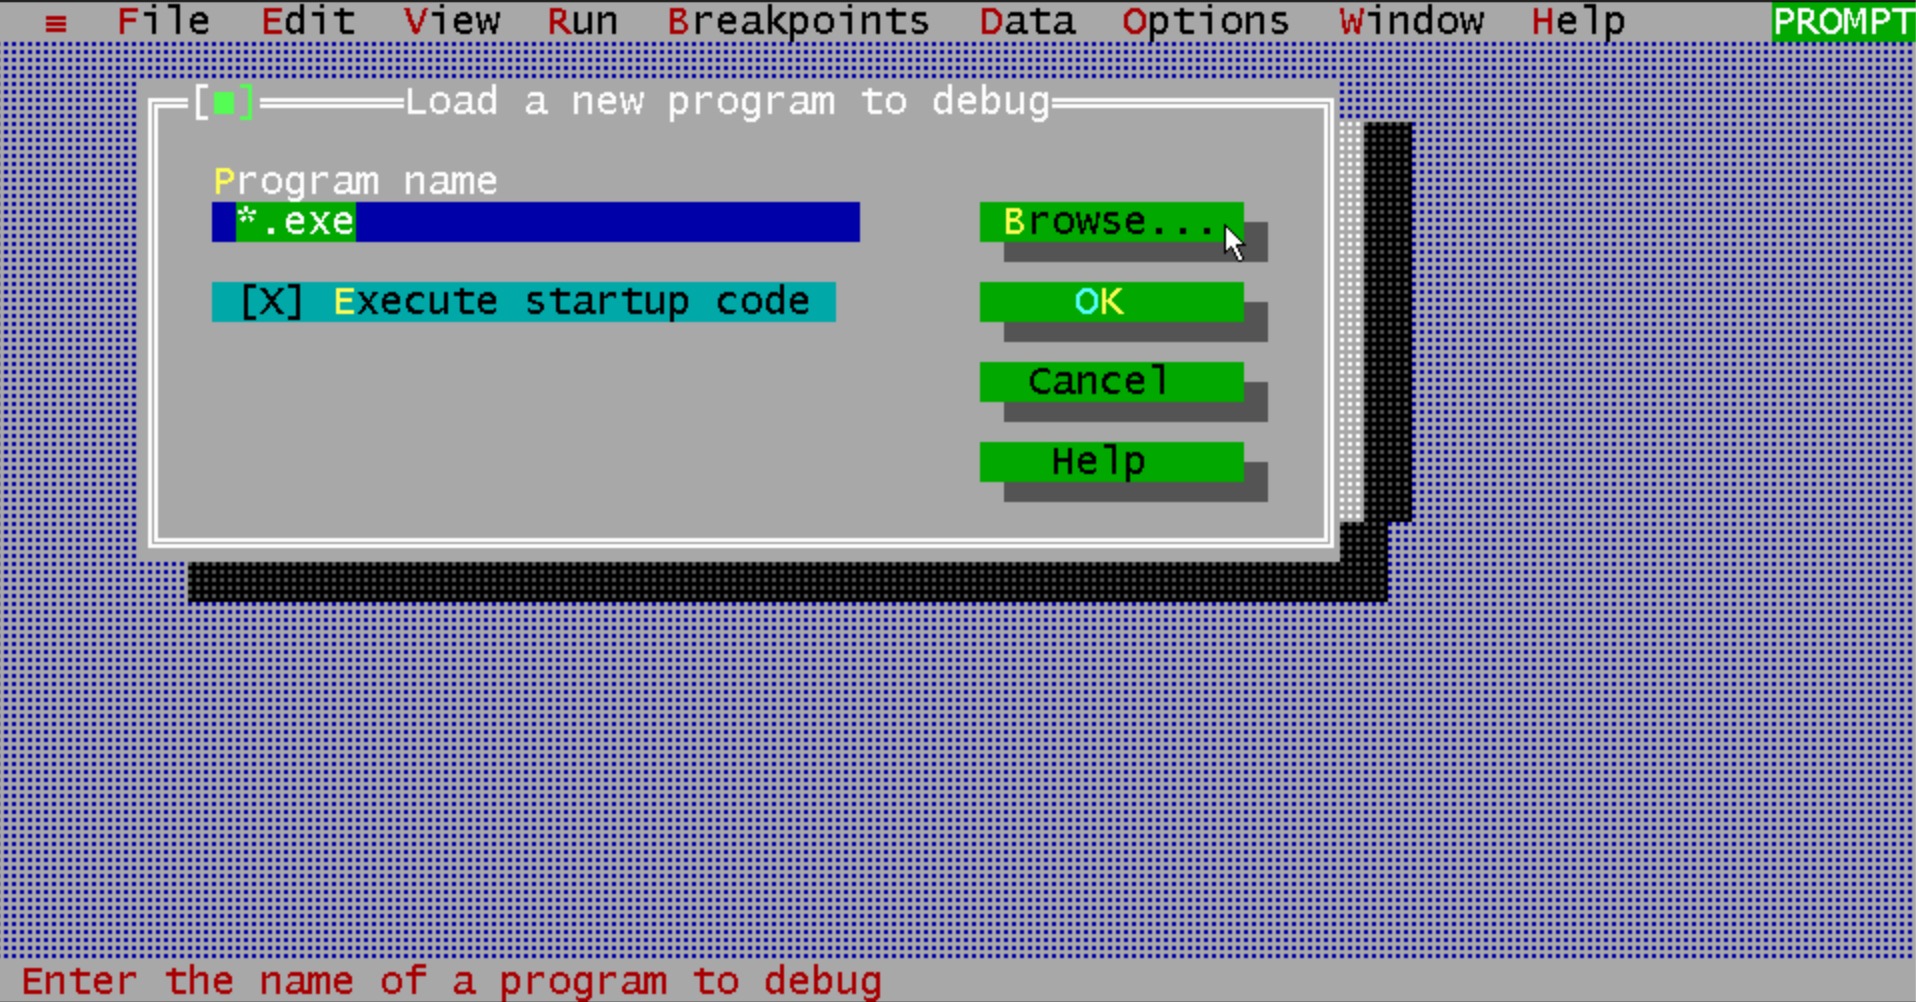 ≡ File Edit View Run Breakpoints Data Options Window Help PROMPT
[■] Load a new program to debug
Program name
*.exe
Browse...
[X] Execute startup code
OK
Cancel
Help
Enter the name of a program to debug